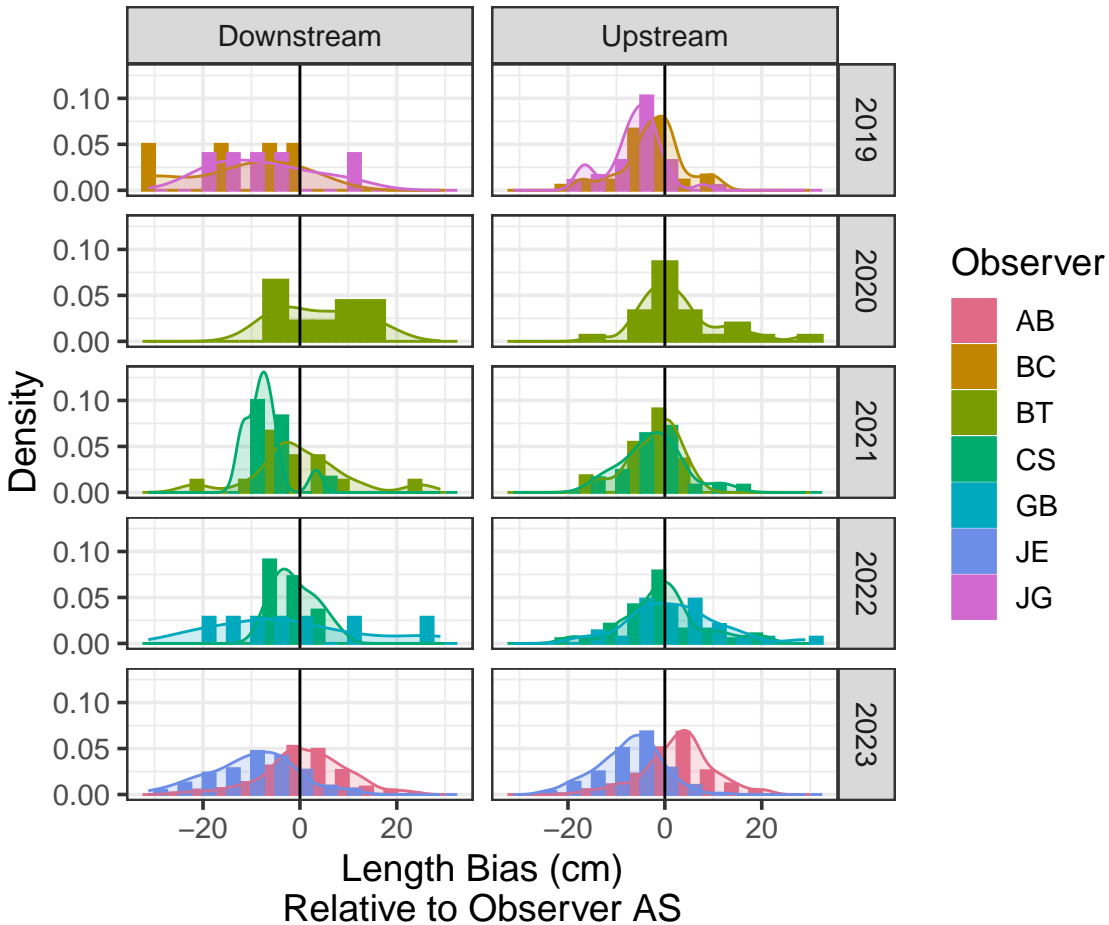 Downstream
Upstream
0.10
0.05
0.00
2019
0.10
0.05
0.00
2020
0.10
0.05
0.00
2021
0.10
0.05
0.00
2022
0.10
0.05
0.00
2023
−20 0 20
−20 0 20
Density
Length Bias (cm)
Relative to Observer AS
Observer
AB
BC
BT
CS
GB
JE
JG